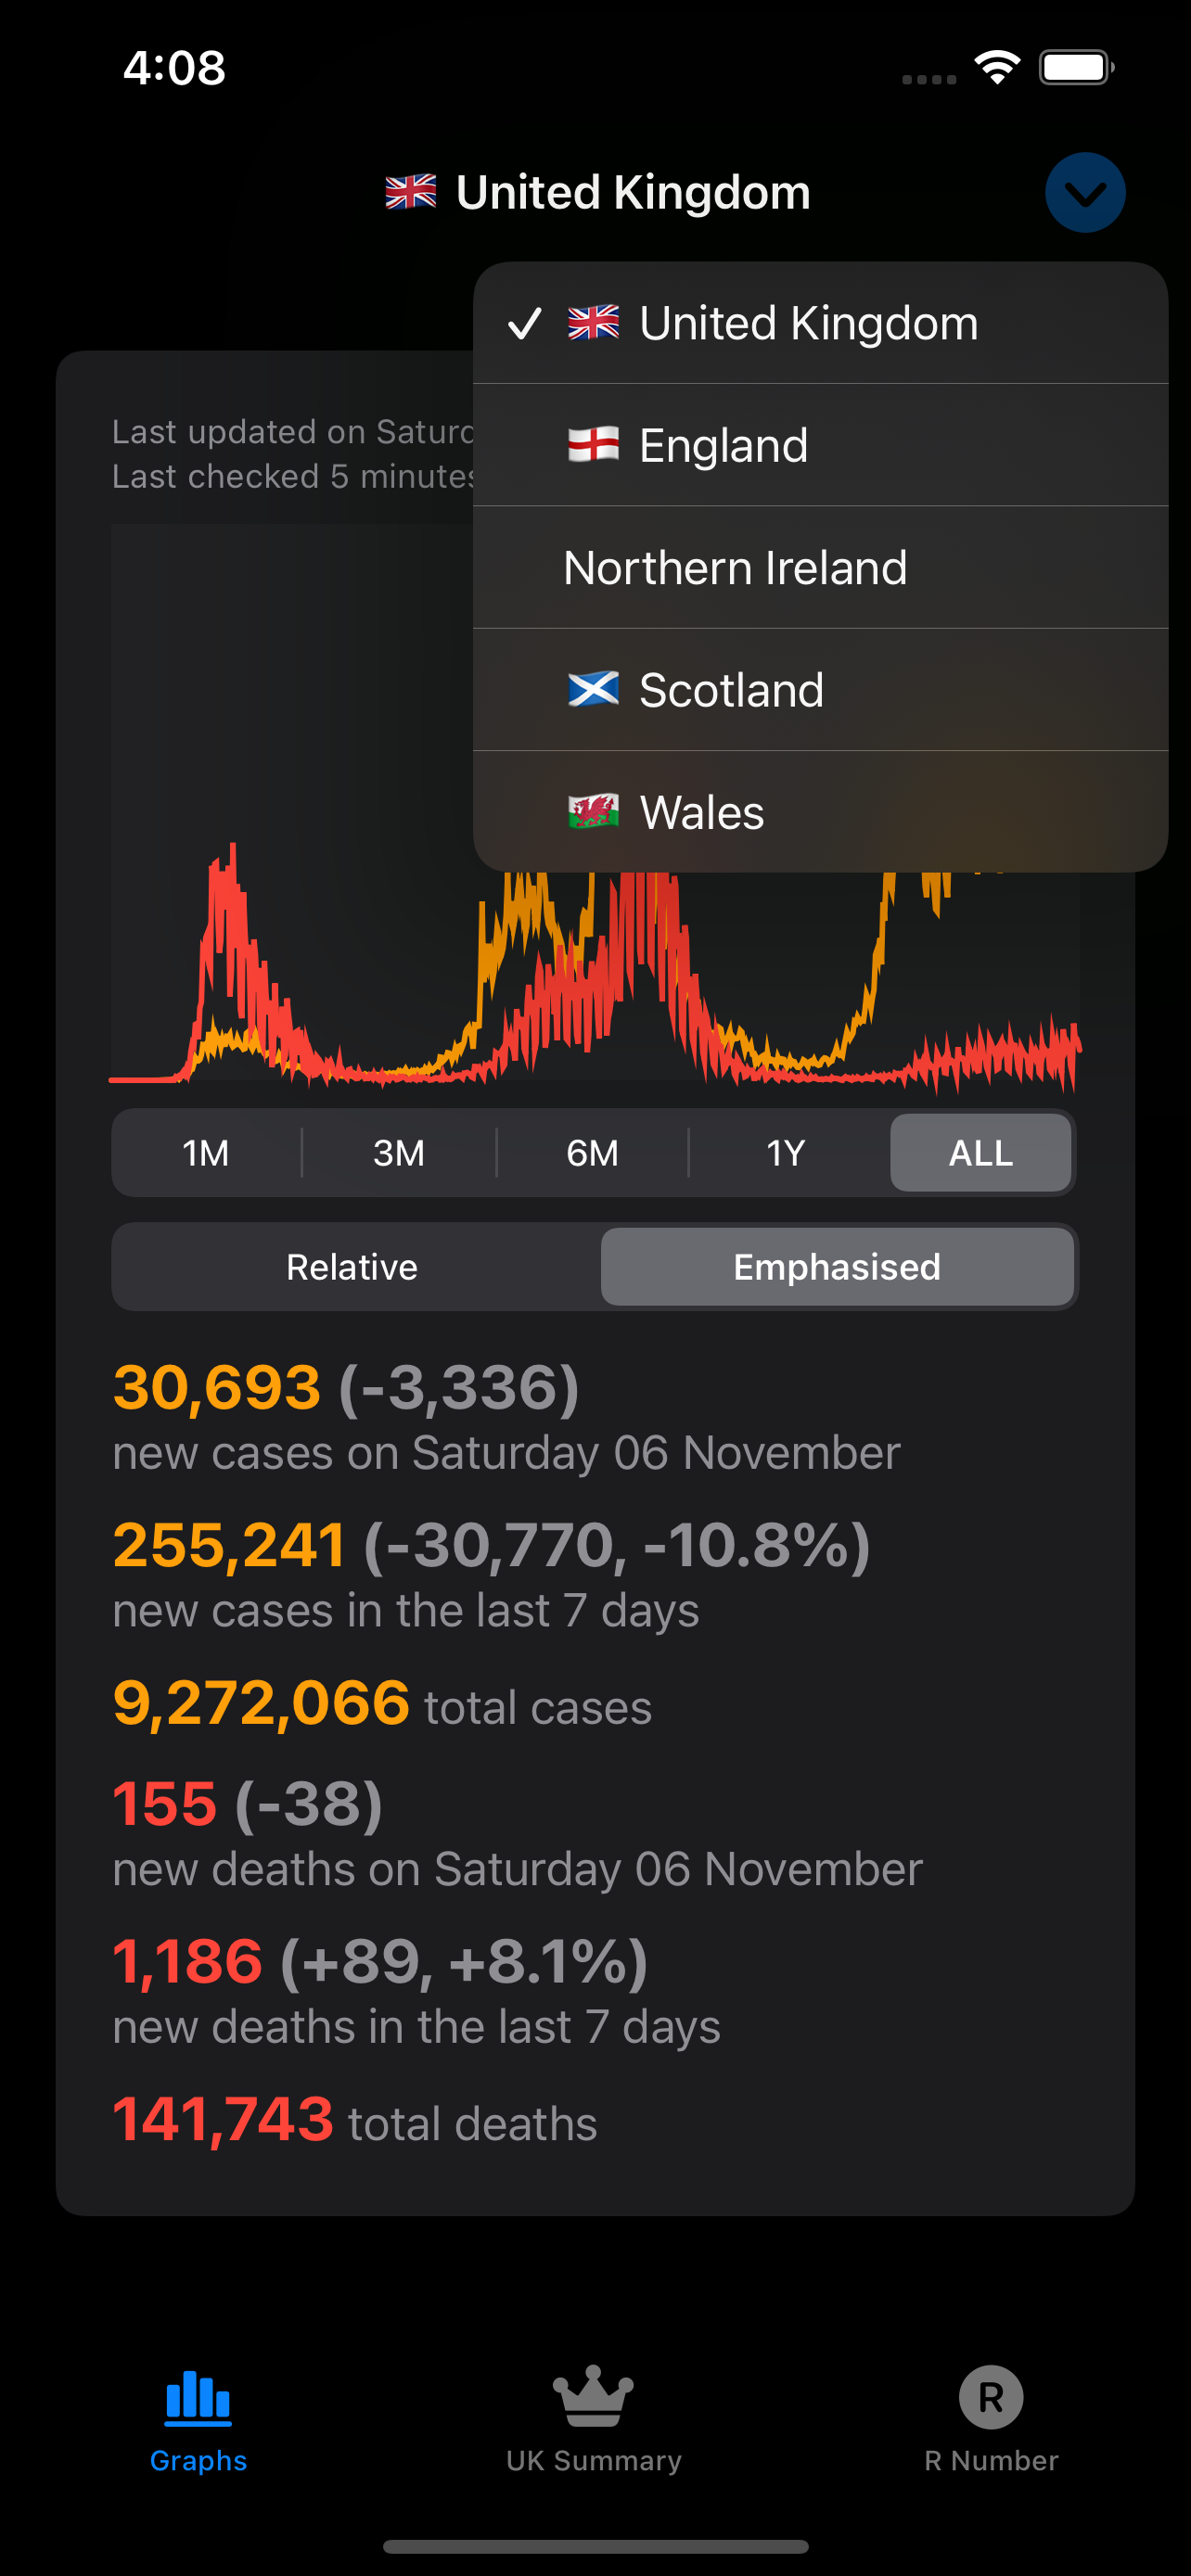 4:08
🇬🇧 United Kingdom
✓ 🇬🇧 United Kingdom
🏴󠁧󠁢󠁥󠁮󠁧󠁿 England
Northern Ireland
🏴󠁧󠁢󠁳󠁣󠁴󠁿 Scotland
🏴󠁧󠁢󠁷󠁬󠁳󠁿 Wales
Last updated on
Last checked 5 minutes
1M 3M 6M 1Y ALL
Relative Emphasised
30,693 (-3,336)
new cases on Saturday 06 November
255,241 (-30,770, -10.8%)
new cases in the last 7 days
9,272,066 total cases
155 (-38)
new deaths on Saturday 06 November
1,186 (+89, +8.1%)
new deaths in the last 7 days
141,743 total deaths
R
Graphs UK Summary R Number